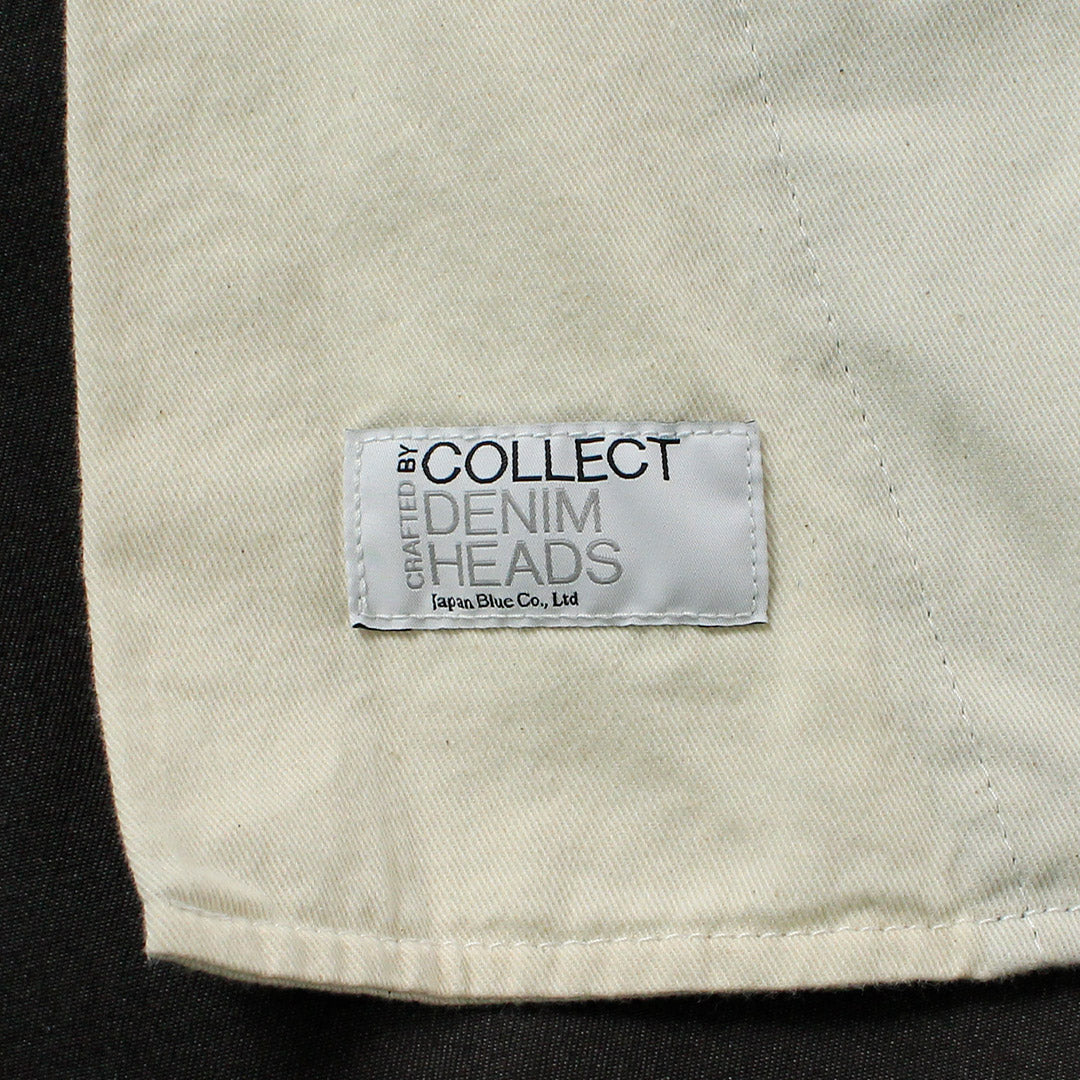 CRAFTED BY
COLLECT
DENIM
HEADS
Japan Blue Co., Ltd